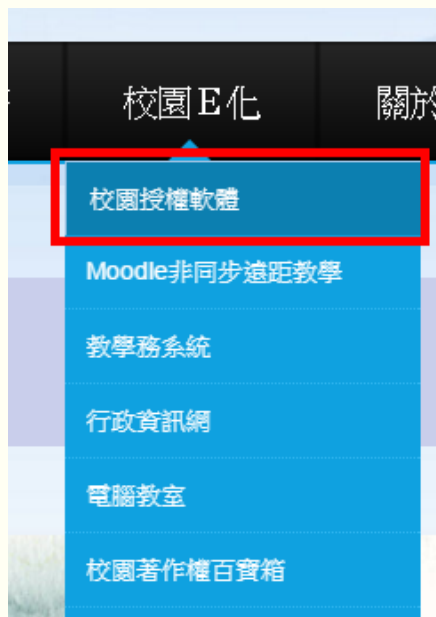 校園E化
關於
校園授權軟體
Moodle非同步遠距教學
教學務系統
行政資訊網
電腦教室
校園著作權百寶箱